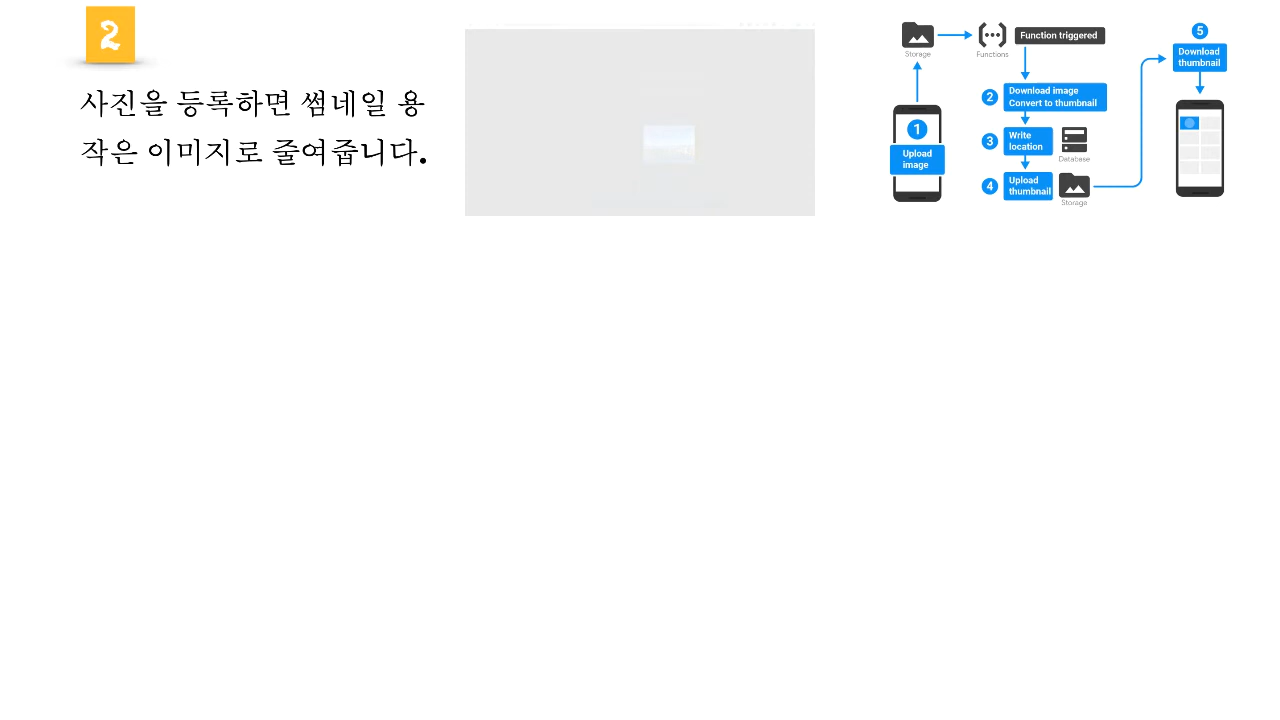 2
사진을 등록하면 썸네일 용
작은 이미지로 줄여줍니다.
Storage
Functions
Function triggered
1
Upload
image
2
Download image
Convert to thumbnail
3
Write
location
Database
4
Upload
thumbnail
Storage
5
Download
thumbnail